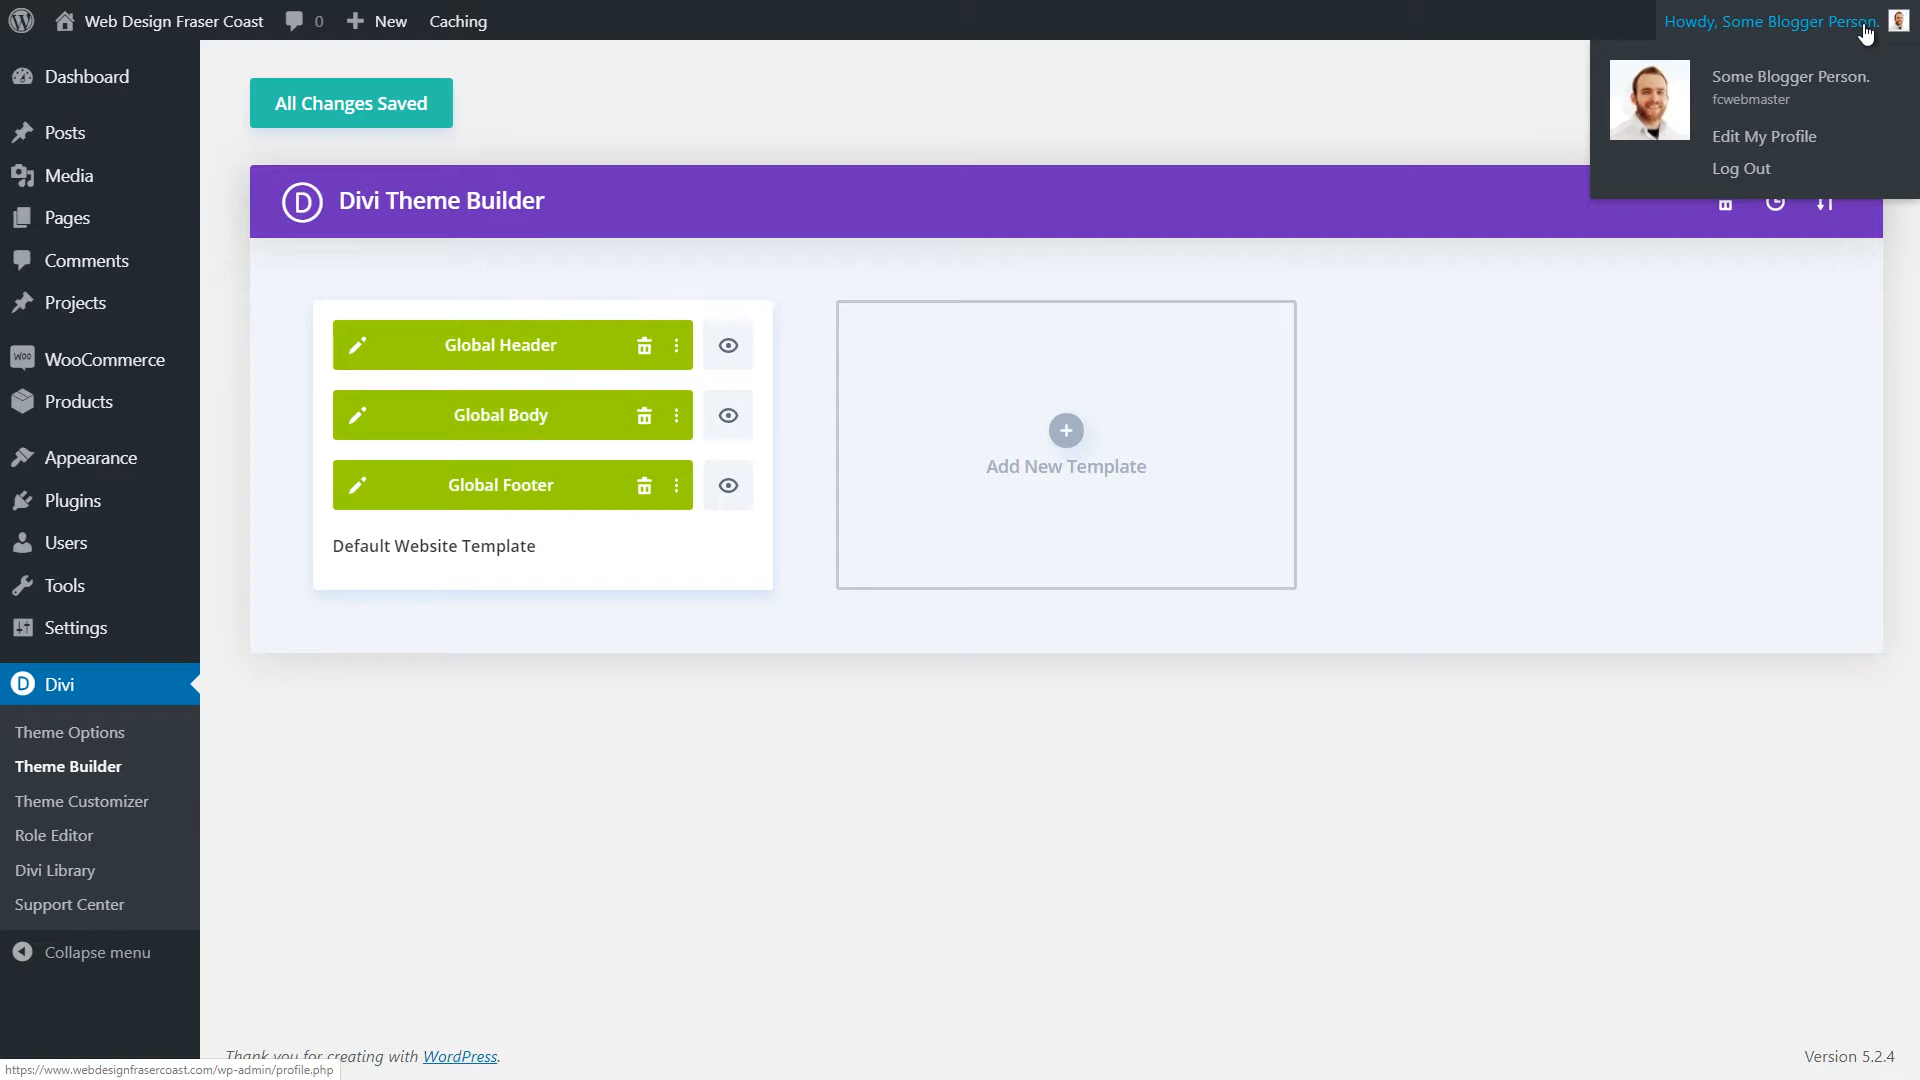 Web Design Fraser Coast
0
New
Caching
Howdy, Some Blogger Person.
Some Blogger Person.
fcwebmaster
Edit My Profile
Log Out
Dashboard
Posts
Media
Pages
Comments
Projects
WooCommerce
Products
Appearance
Plugins
Users
Tools
Settings
Divi
Theme Options
Theme Builder
Theme Customizer
Role Editor
Divi Library
Support Center
Collapse menu
All Changes Saved
D
Divi Theme Builder
Global Header
Global Body
Global Footer
Default Website Template
Add New Template
Thank you for creating with WordPress.
Version 5.2.4
https://www.webdesignfrasercoast.com/wp-admin/profile.php